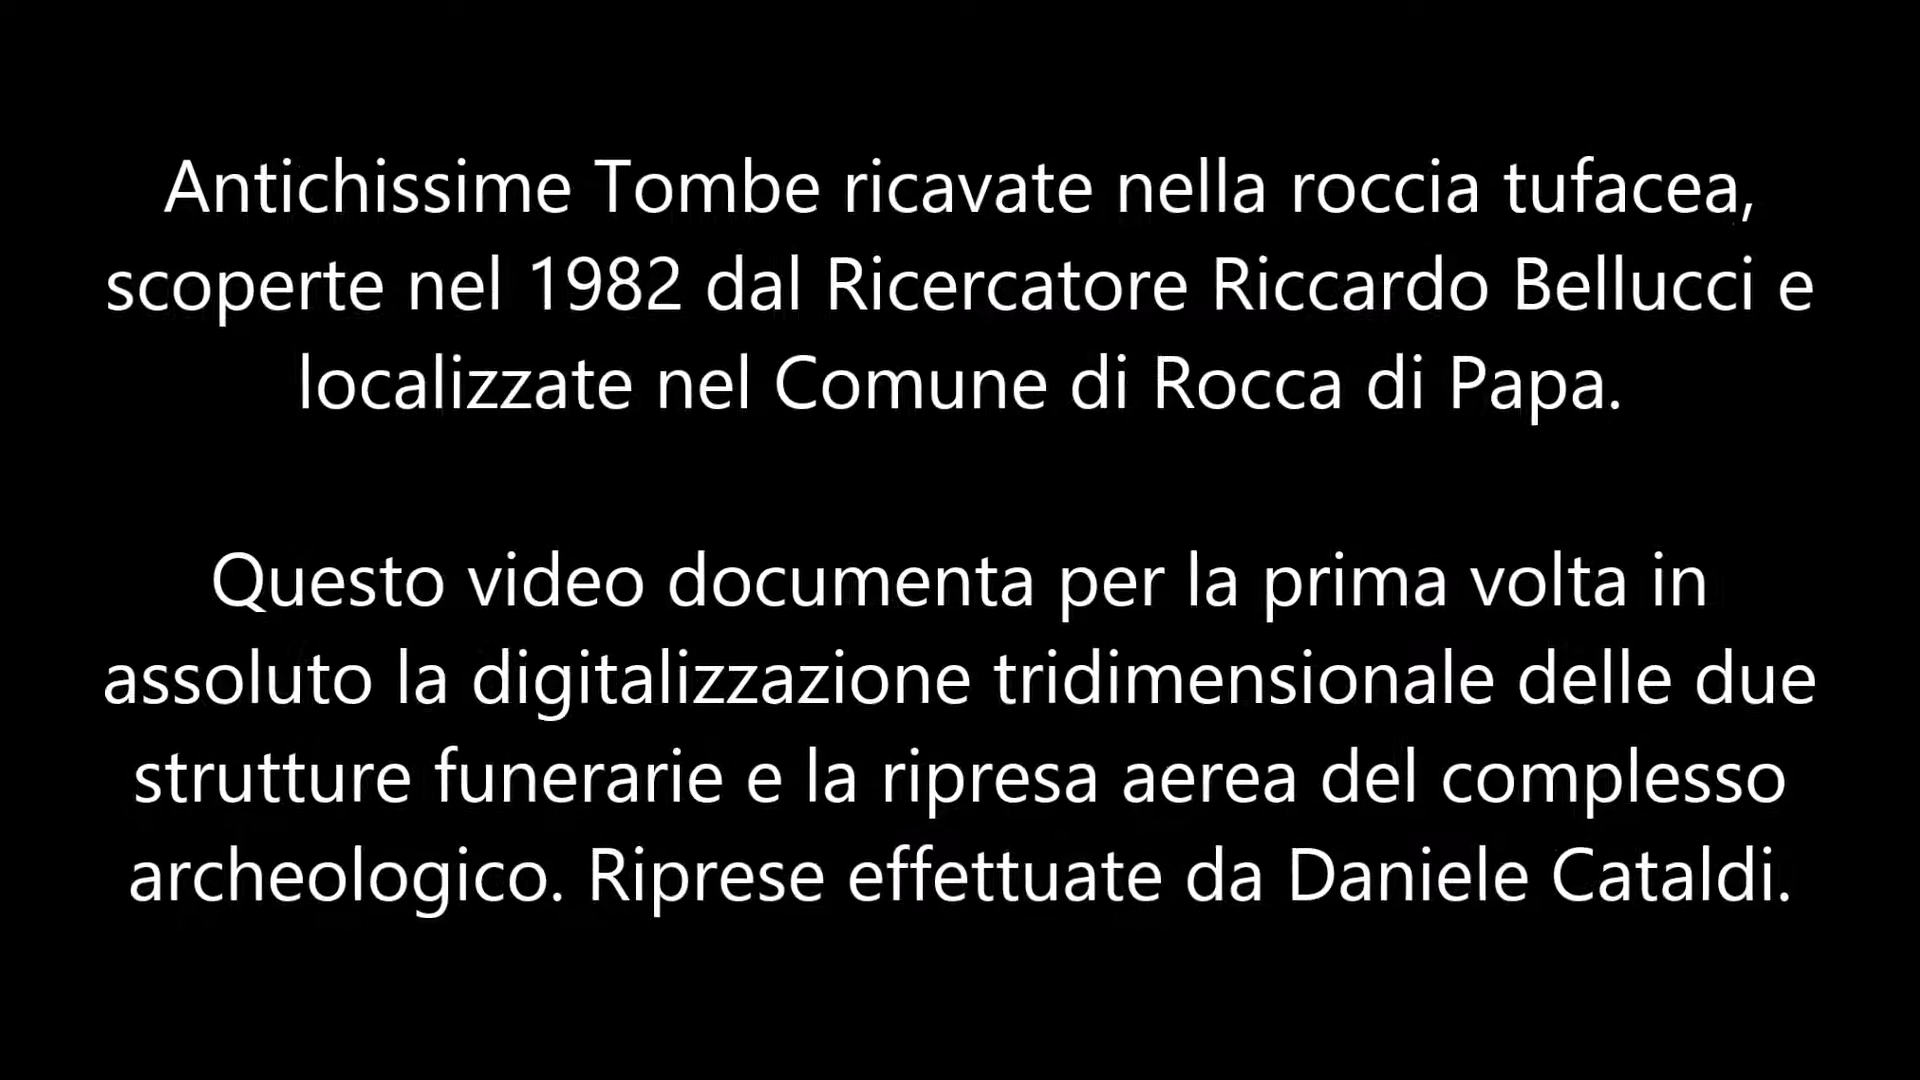 Antichissime Tombe ricavate nella roccia tufacea,
scoperte nel 1982 dal Ricercatore Riccardo Bellucci e
localizzate nel Comune di Rocca di Papa.
Questo video documenta per la prima volta in
assoluto la digitalizzazione tridimensionale delle due
strutture funerarie e la ripresa aerea del complesso
archeologico. Riprese effettuate da Daniele Cataldi.